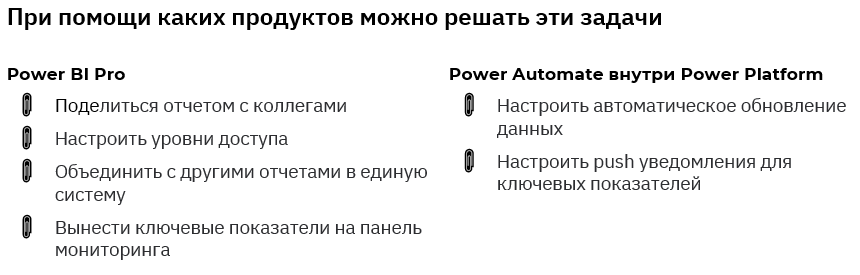 При помощи каких продуктов можно решать эти задачи
Power BI Pro
Поделиться отчетом с коллегами
Настроить уровни доступа
Объединить с другими отчетами в единую
систему
Вынести ключевые показатели на панель
мониторинга
Power Automate внутри Power Platform
Настроить автоматическое обновление
данных
Настроить push уведомления для
ключевых показателей